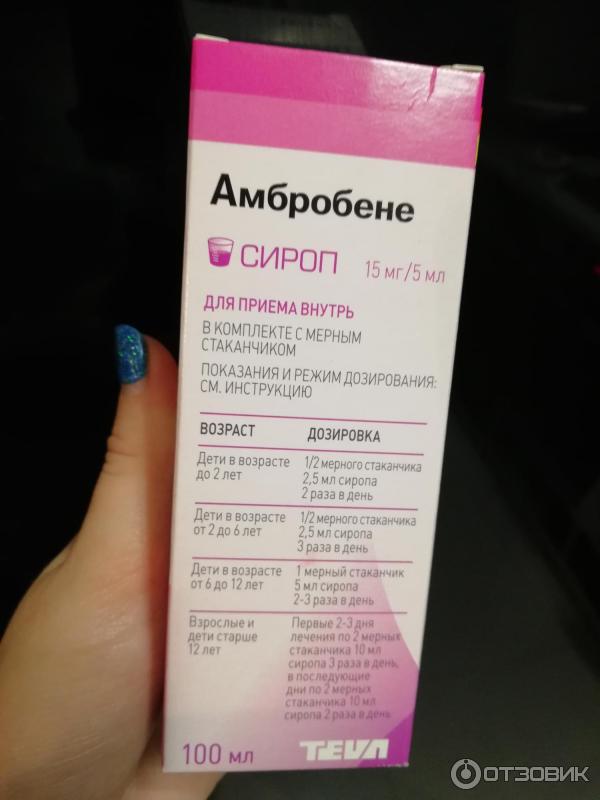 Амбробене
СИРОП 15 мг/5 мл
ДЛЯ ПРИЕМА ВНУТРЬ
В КОМПЛЕКТЕ С МЕРНЫМ
СТАКАНЧИКОМ
ПОКАЗАНИЯ И РЕЖИМ ДОЗИРОВАНИЯ:
СМ. ИНСТРУКЦИЮ
ВОЗРАСТ ДОЗИРОВКА
Дети в возрасте
до 2 лет
1/2 мерного стаканчика
2,5 мл сиропа
2 раза в день
Дети в возрасте
от 2 до 6 лет
1/2 мерного стаканчика
2,5 мл сиропа
3 раза в день
Дети в возрасте
от 6 до 12 лет
1 мерный стаканчик
5 мл сиропа
2-3 раза в день
Взрослые и
дети старше
12 лет
Первые 2-3 дня
лечения по 2 мерных
стаканчика 10 мл
сиропа 3 раза в день,
в последующие
дни по 2 мерных
стаканчика 10 мл
сиропа 2 раза в день
100 мл
TEVA
ОТЗОВИК